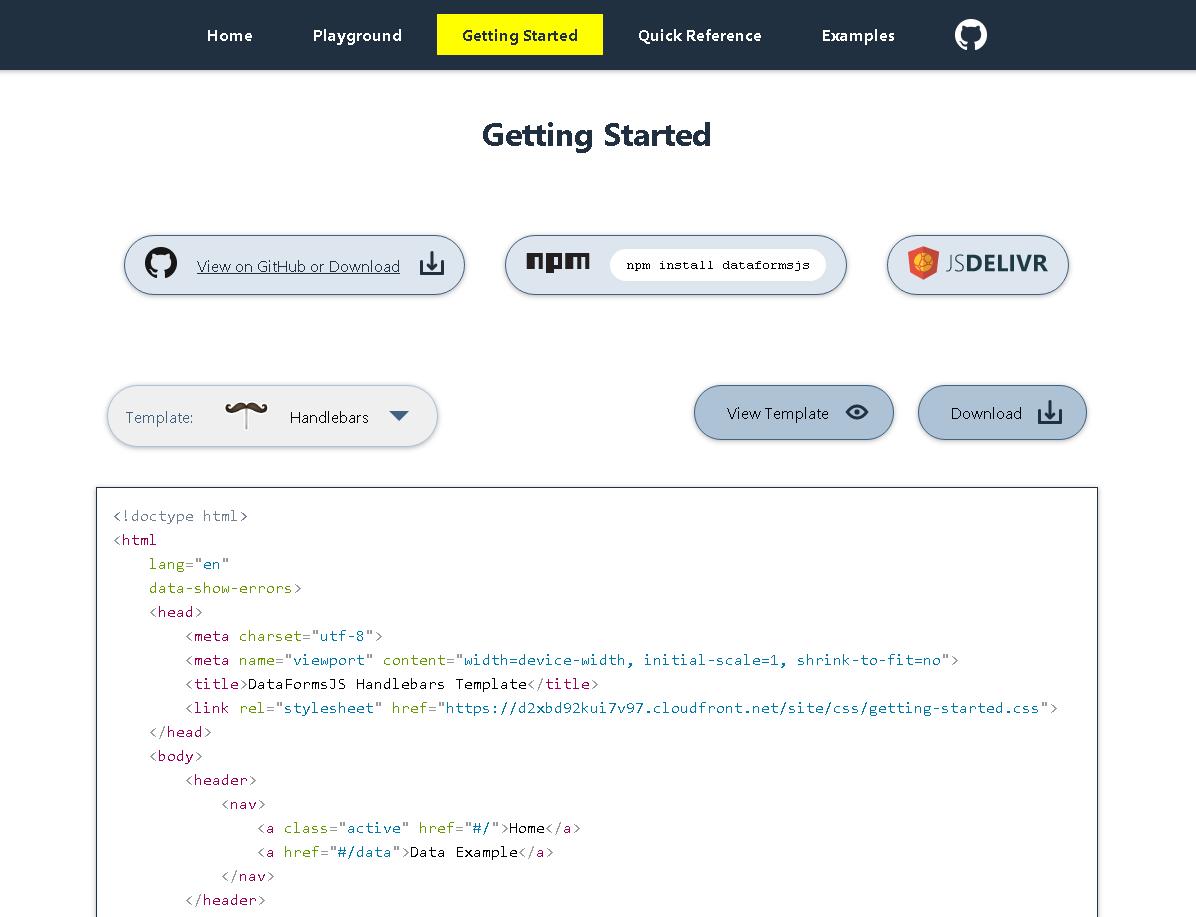 Home Playground Getting Started Quick Reference Examples
Getting Started
View on GitHub or Download npm npm install dataformsjs JSDELIVR
Template: Handlebars View Template Download
<!doctype html>
<html
    lang="en"
    data-show-errors>
    <head>
        <meta charset="utf-8">
        <meta name="viewport" content="width=device-width, initial-scale=1, shrink-to-fit=no">
        <title>DataFormsJS Handlebars Template</title>
        <link rel="stylesheet" href="https://d2xbd92kui7v97.cloudfront.net/site/css/getting-started.css">
    </head>
    <body>
        <header>
            <nav>
                <a class="active" href="#/">Home</a>
                <a href="#/data">Data Example</a>
            </nav>
        </header>